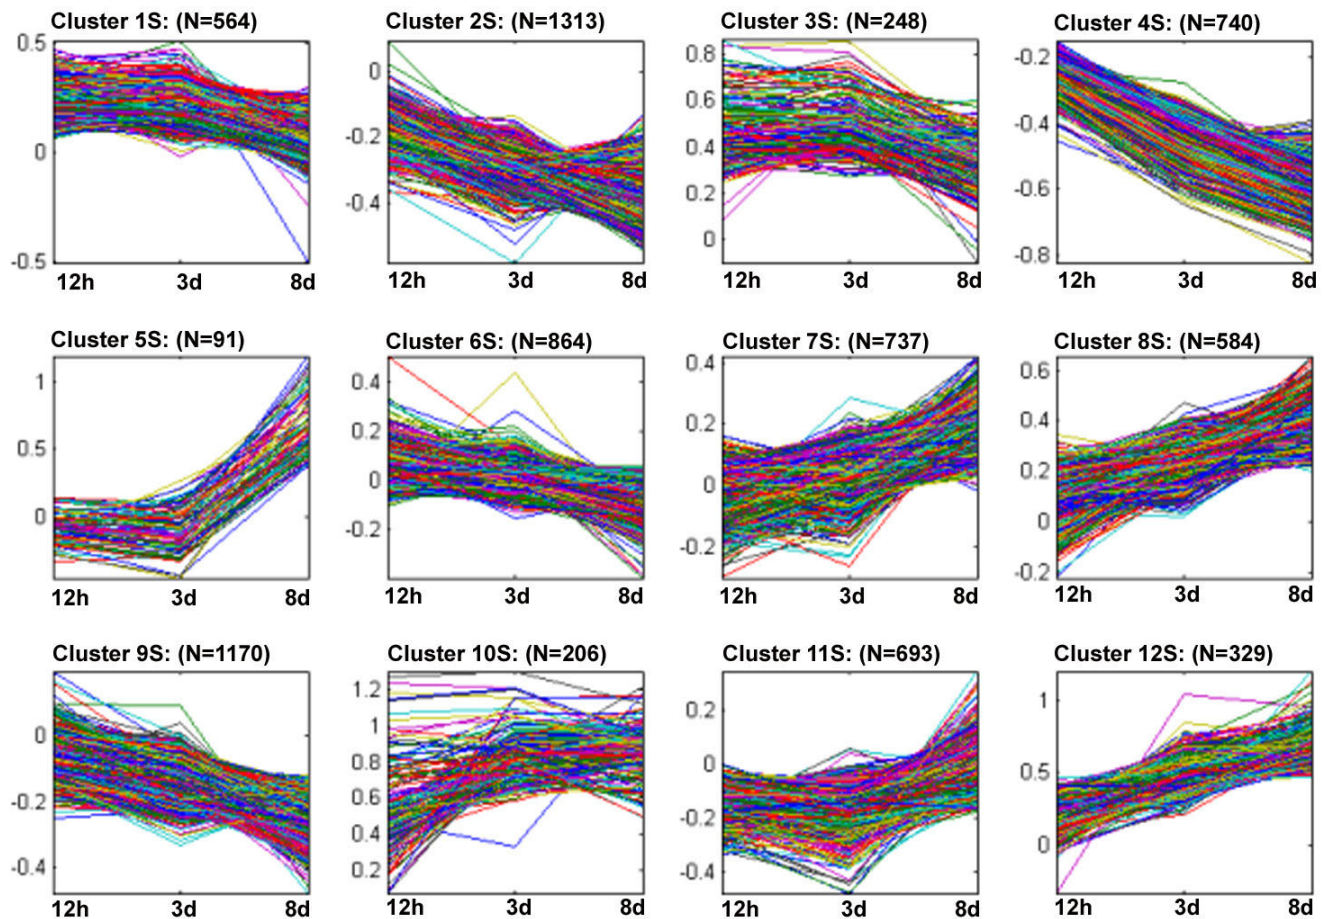 Cluster 1S: (N=564)
0.5
0
-0.5
12h 3d 8d
Cluster 2S: (N=1313)
0
-0.2
-0.4
12h 3d 8d
Cluster 3S: (N=248)
0.8
0.6
0.4
0.2
0
12h 3d 8d
Cluster 4S: (N=740)
-0.2
-0.4
-0.6
-0.8
12h 3d 8d
Cluster 5S: (N=91)
1
0.5
0
12h 3d 8d
Cluster 6S: (N=864)
0.4
0.2
0
-0.2
12h 3d 8d
Cluster 7S: (N=737)
0.4
0.2
0
-0.2
12h 3d 8d
Cluster 8S: (N=584)
0.6
0.4
0.2
0
-0.2
12h 3d 8d
Cluster 9S: (N=1170)
0
-0.2
-0.4
12h 3d 8d
Cluster 10S: (N=206)
1.2
1
0.8
0.6
0.4
0.2
12h 3d 8d
Cluster 11S: (N=693)
0.2
0
-0.2
-0.4
12h 3d 8d
Cluster 12S: (N=329)
1
0.5
0
12h 3d 8d